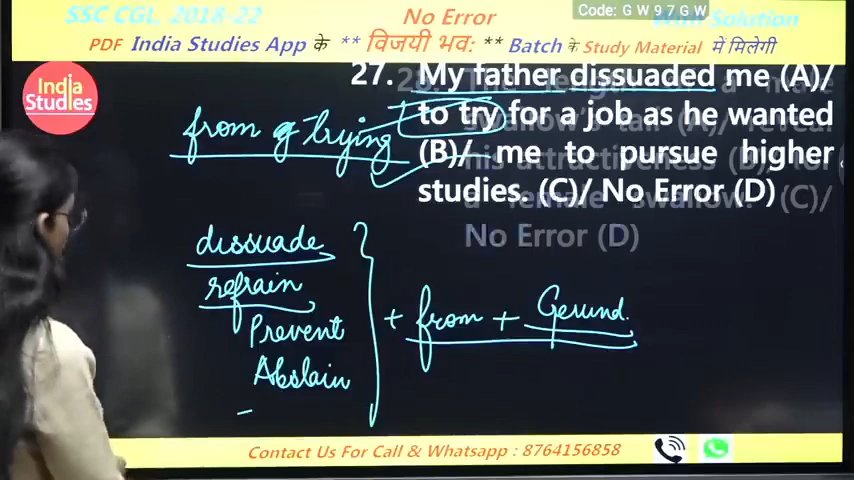 SSC CGL, 2018-22
No Error
Code: G W 9 7 G W
Solution
PDF India Studies App के ** विजयी भव: ** Batch के Study Material में मिलेगी
India
Studies
27. My father dissuaded me (A)/
to try for a job as he wanted
(B)/ me to pursue higher
studies. (C)/ No Error (D)
No Error (D)
from trying
dissuade
refrain
Prevent
Abstain
+ from + Gerund.
Contact Us For Call & Whatsapp : 8764156858